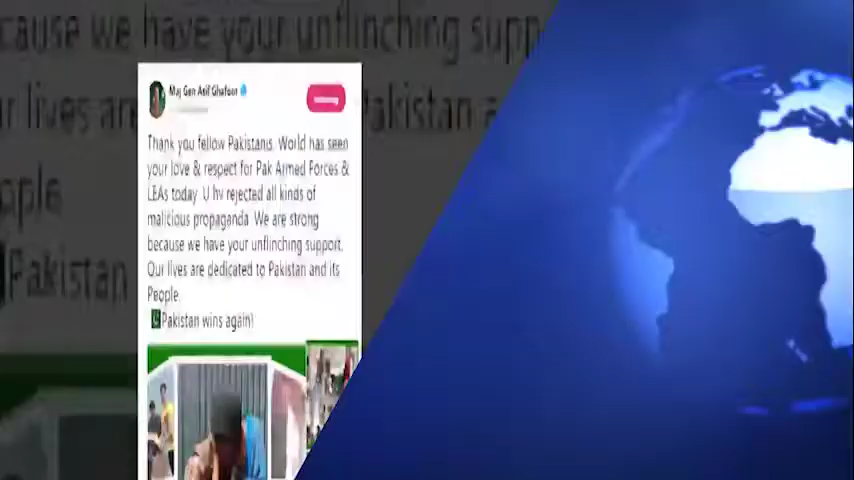 cause we have your unflinching supp
r lives are
Pakistan a
ople
Pakistan
Maj Gen Asif Ghafoor
Thank you fellow Pakistanis. World has seen
your love & respect for Pak Armed Forces &
LEAs today. U hv rejected all kinds of
malicious propaganda. We are strong
because we have your unflinching support.
Our lives are dedicated to Pakistan and its
People.
Pakistan wins again!